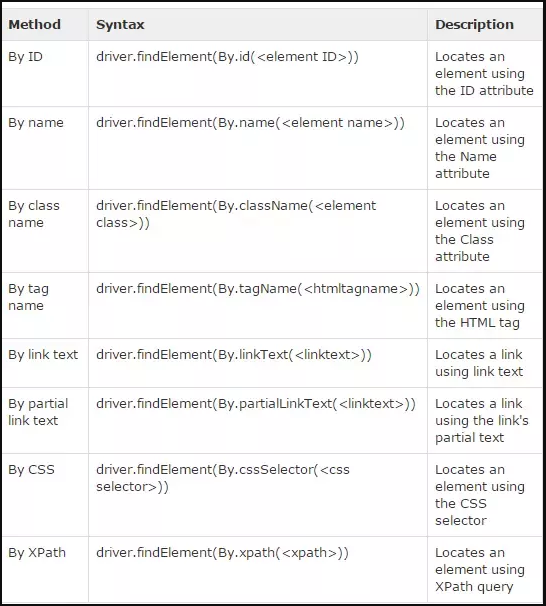 Method Syntax Description
By ID driver.findElement(By.id(<element ID>)) Locates an
element using
the ID attribute
By name driver.findElement(By.name(<element name>)) Locates an
element using
the Name
attribute
By class driver.findElement(By.className(<element Locates an
name class>)) element using
the Class
attribute
By tag driver.findElement(By.tagName(<htmltagname>)) Locates an
name element using
the HTML tag
By link text driver.findElement(By.linkText(<linktext>)) Locates a link
using link text
By partial driver.findElement(By.partialLinkText(<linktext>)) Locates a link
link text using the link's
partial text
By CSS driver.findElement(By.cssSelector(<css Locates an
selector>)) element using
the CSS
selector
By XPath driver.findElement(By.xpath(<xpath>)) Locates an
element using
XPath query